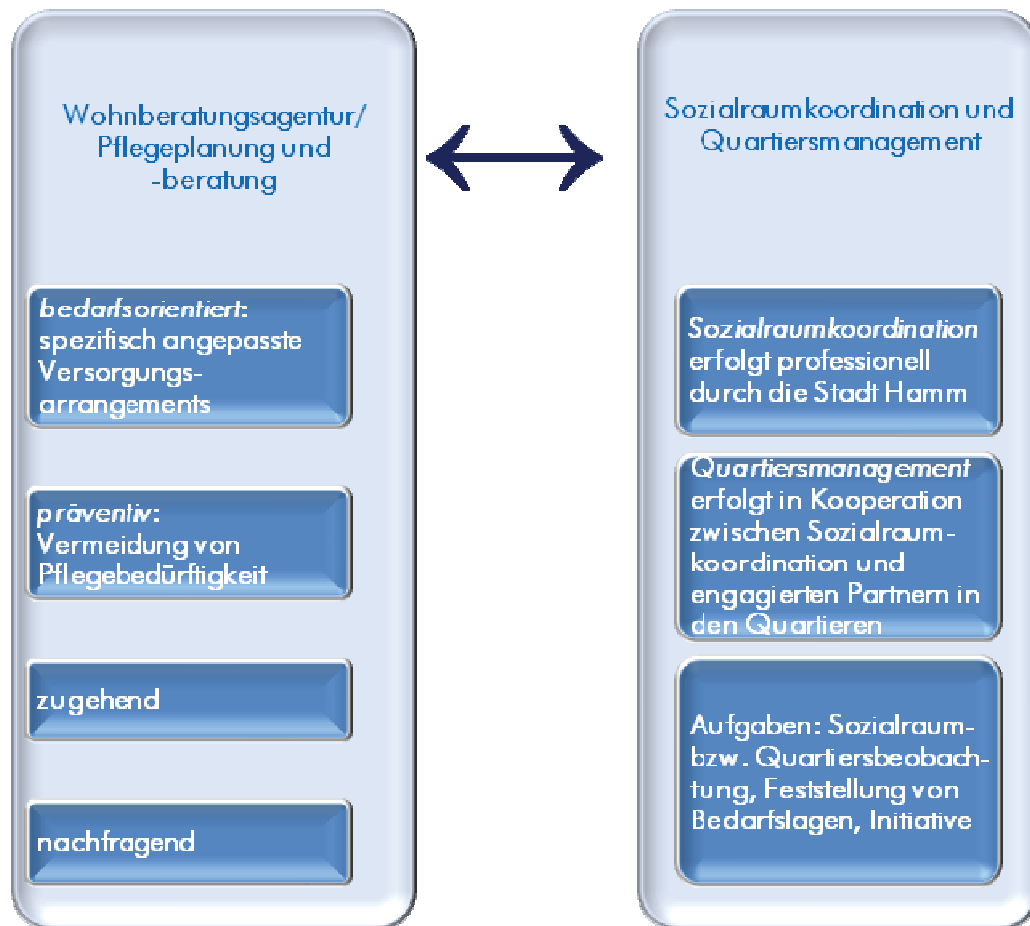 Wohnberatungsagentur/
Pflegeplanung und
-beratung
bedarfsorientiert:
spezifisch angepasste
Versorgungs-
arrangements
präventiv:
Vermeidung von
Pflegebedürftigkeit
zugehend
nachfragend
Sozialraumkoordination und
Quartiersmanagement
Sozialraumkoordination
erfolgt professionell
durch die Stadt Hamm
Quartiersmanagement
erfolgt in Kooperation
zwischen Sozialraum-
koordination und
engagierten Partnern in
den Quartieren
Aufgaben: Sozialraum-
bzw. Quartiersbeobach-
tung, Feststellung von
Bedarfslagen, Initiative